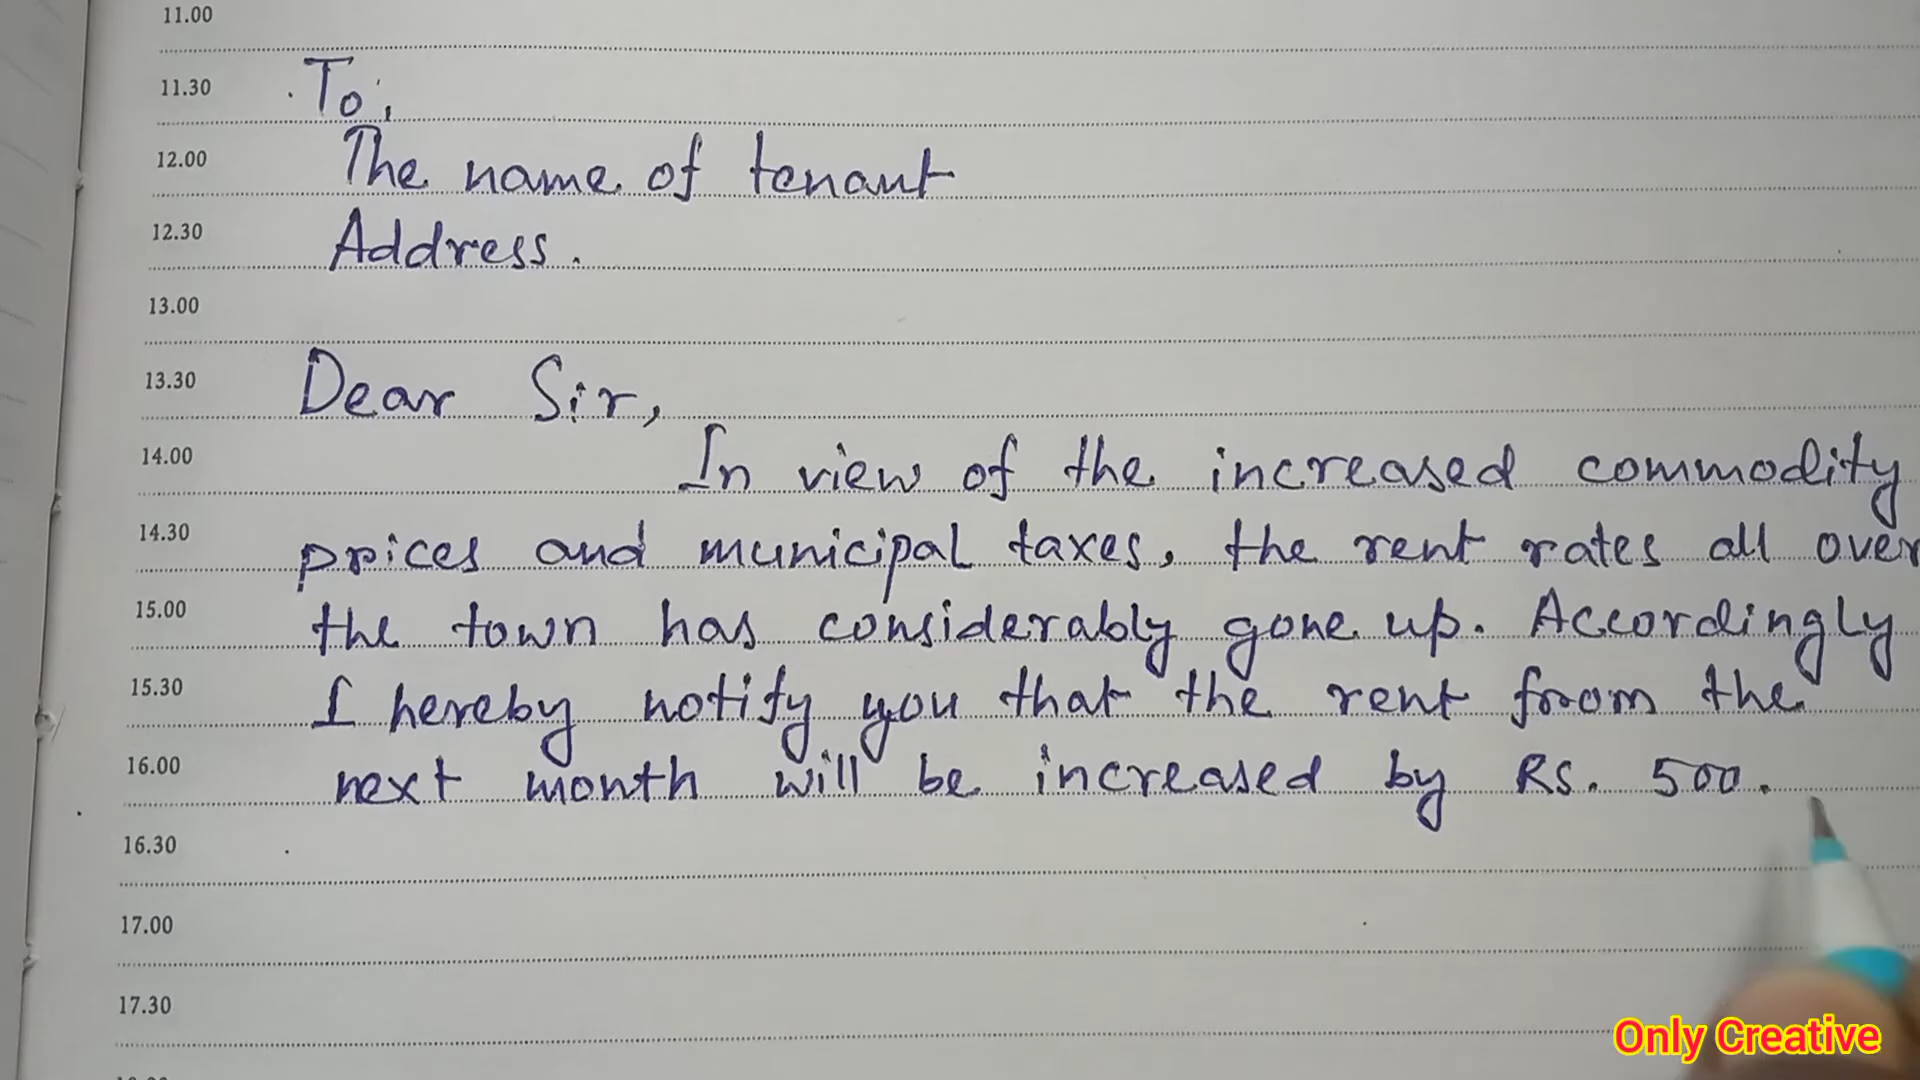 11.00
11.30 To,
12.00 The name of tenant
12.30 Address.
13.00
13.30 Dear Sir,
14.00 In view of the increased commodity
14.30 prices and municipal taxes, the rent rates all over
15.00 the town has considerably gone up. Accordingly
15.30 I hereby notify you that the rent from the
16.00 next month will be increased by Rs. 500.
16.30
17.00
17.30
Only Creative